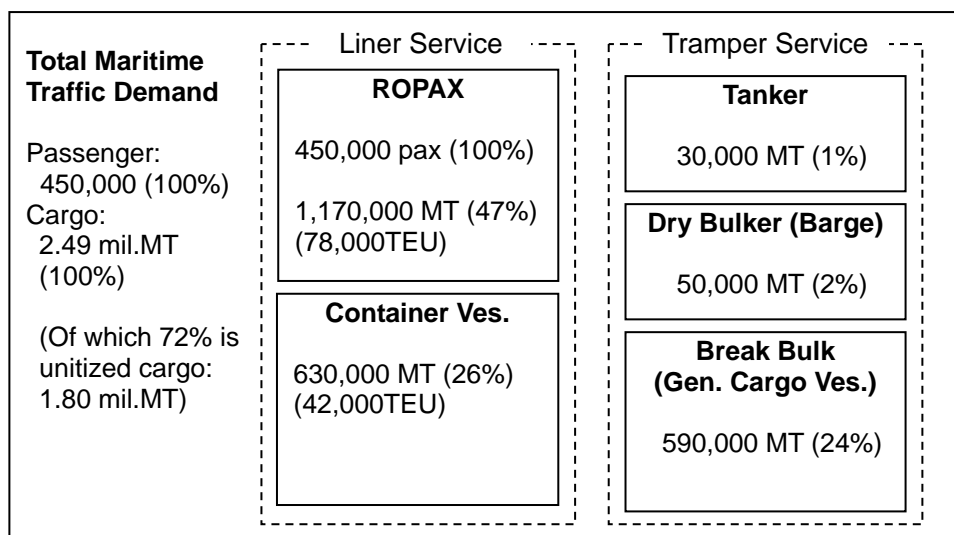 Total Maritime
Traffic Demand
Passenger:
450,000 (100%)
Cargo:
2.49 mil.MT
(100%)
(Of which 72% is
unitized cargo:
1.80 mil.MT)
Liner Service
ROPAX
450,000 pax (100%)
1,170,000 MT (47%)
(78,000TEU)
Container Ves.
630,000 MT (26%)
(42,000TEU)
Tramper Service
Tanker
30,000 MT (1%)
Dry Bulker (Barge)
50,000 MT (2%)
Break Bulk
(Gen. Cargo Ves.)
590,000 MT (24%)